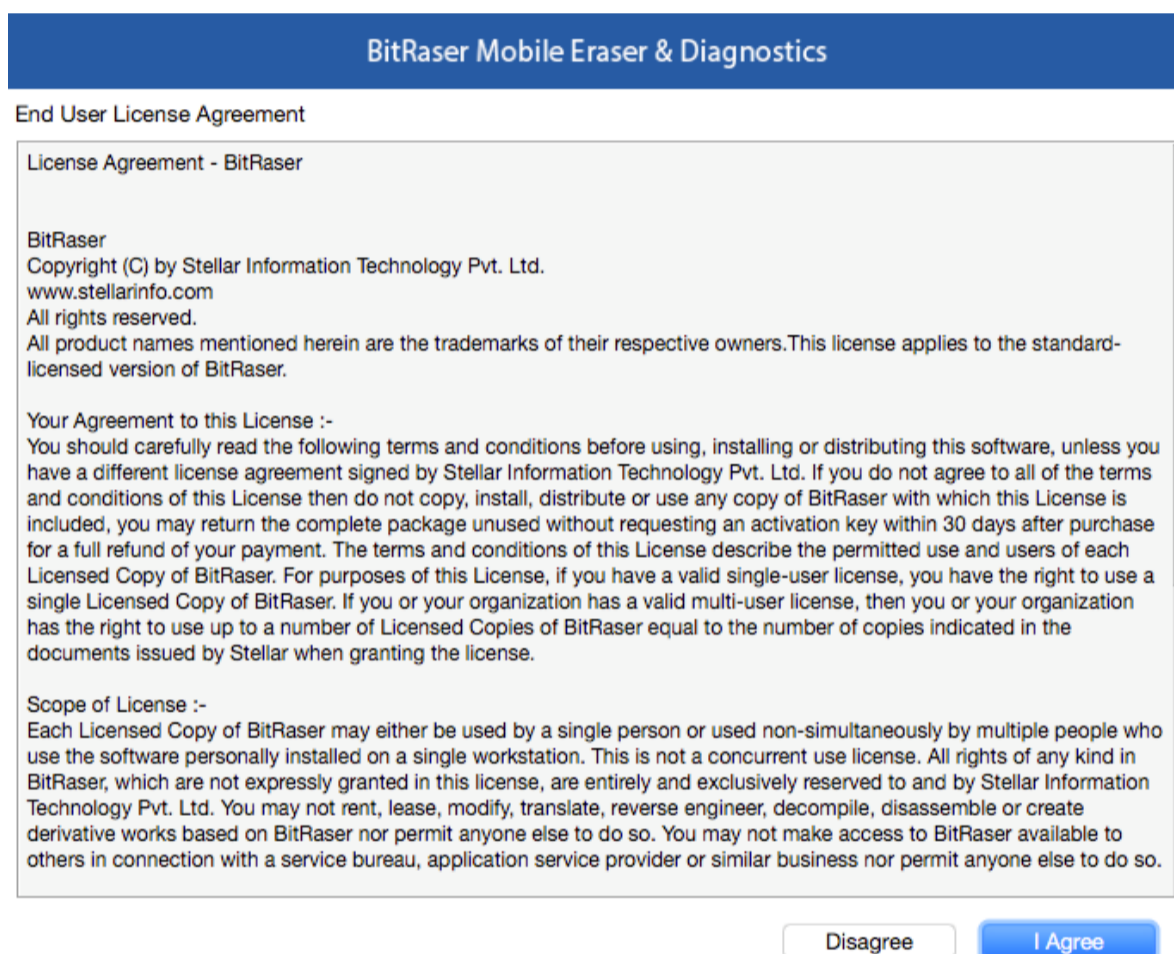 BitRaser Mobile Eraser & Diagnostics
End User License Agreement
License Agreement - BitRaser
BitRaser
Copyright (C) by Stellar Information Technology Pvt. Ltd.
www.stellarinfo.com
All rights reserved.
All product names mentioned herein are the trademarks of their respective owners.This license applies to the standard-
licensed version of BitRaser.
Your Agreement to this License :-
You should carefully read the following terms and conditions before using, installing or distributing this software, unless you
have a different license agreement signed by Stellar Information Technology Pvt. Ltd. If you do not agree to all of the terms
and conditions of this License then do not copy, install, distribute or use any copy of BitRaser with which this License is
included, you may return the complete package unused without requesting an activation key within 30 days after purchase
for a full refund of your payment. The terms and conditions of this License describe the permitted use and users of each
Licensed Copy of BitRaser. For purposes of this License, if you have a valid single-user license, you have the right to use a
single Licensed Copy of BitRaser. If you or your organization has a valid multi-user license, then you or your organization
has the right to use up to a number of Licensed Copies of BitRaser equal to the number of copies indicated in the
documents issued by Stellar when granting the license.
Scope of License :-
Each Licensed Copy of BitRaser may either be used by a single person or used non-simultaneously by multiple people who
use the software personally installed on a single workstation. This is not a concurrent use license. All rights of any kind in
BitRaser, which are not expressly granted in this license, are entirely and exclusively reserved to and by Stellar Information
Technology Pvt. Ltd. You may not rent, lease, modify, translate, reverse engineer, decompile, disassemble or create
derivative works based on BitRaser nor permit anyone else to do so. You may not make access to BitRaser available to
others in connection with a service bureau, application service provider or similar business nor permit anyone else to do so.
Disagree
I Agree